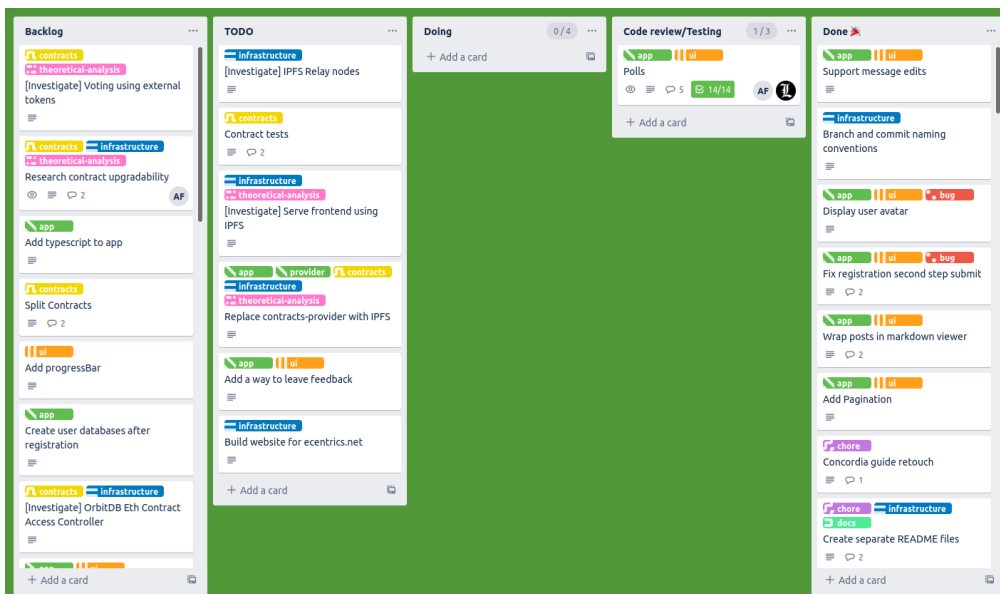 Backlog
contracts
theoretical-analysis
[Investigate] Voting using external
tokens
contracts infrastructure
theoretical-analysis
Research contract upgradability
2 AF
app
Add typescript to app
contracts
Split Contracts
2
ui
Add progressBar
app
Create user databases after
registration
contracts infrastructure
[Investigate] OrbitDB Eth Contract
Access Controller
+ Add a card
TODO
infrastructure
[Investigate] IPFS Relay nodes
contracts
Contract tests
2
infrastructure
theoretical-analysis
[Investigate] Serve frontend using
IPFS
app provider contracts
infrastructure
theoretical-analysis
Replace contracts-provider with IPFS
app ui
Add a way to leave feedback
infrastructure
Build website for ecentrics.net
+ Add a card
Doing 0/4
+ Add a card
Code review/Testing 1/3
app ui
Polls
5 14/14 AF L
+ Add a card
Done 🎉
app ui
Support message edits
infrastructure
Branch and commit naming
conventions
app ui bug
Display user avatar
app ui bug
Fix registration second step submit
2
app ui
Wrap posts in markdown viewer
2
app ui
Add Pagination
chore
Concordia guide retouch
1
chore infrastructure
docs
Create separate README files
2
+ Add a card